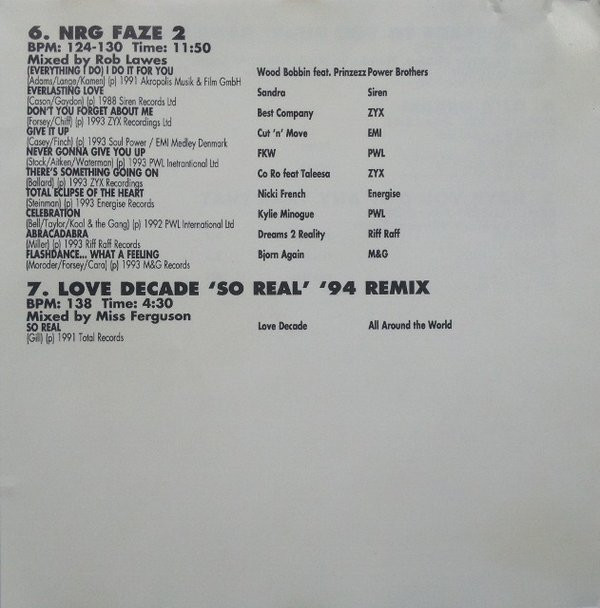 6. NRG FAZE 2
BPM: 124-130 Time: 11:50
Mixed by Rob Lawes
(EVERYTHING I DO) I DO IT FOR YOU Wood Bobbin feat. Prinzezz Power Brothers
(Adams/Lange/Kamen) (p) 1991 Akropolis Musik & Film GmbH
EVERLASTING LOVE Sandra Siren
(Cason/Gaydon) (p) 1988 Siren Records Ltd
DON'T YOU FORGET ABOUT ME Best Company ZYX
(Forsey/Chiff) (p) 1993 ZYX Recordings Ltd
GIVE IT UP Cut 'n' Move EMI
(Casey/Finch) (p) 1993 Soul Power / EMI Medley Denmark
NEVER GONNA GIVE YOU UP FKW PWL
(Stock/Aitken/Waterman) (p) 1993 PWL Inetrantional Ltd
THERE'S SOMETHING GOING ON Co Ro feat Taleesa ZYX
(Ballard) (p) 1993 ZYX Recordings
TOTAL ECLIPSE OF THE HEART Nicki French Energise
(Steinman) (p) 1993 Energise Records
CELEBRATION Kylie Minogue PWL
(Bell/Taylor/Kool & the Gang) (p) 1992 PWL International Ltd
ABRACADABRA Dreams 2 Reality Riff Raff
(Miller) (p) 1993 Riff Raff Records
FLASHDANCE... WHAT A FEELING Bjorn Again M&G
(Moroder/Forsey/Cara) (p) 1993 M&G Records
7. LOVE DECADE 'SO REAL' '94 REMIX
BPM: 138 Time: 4:30
Mixed by Miss Ferguson
SO REAL Love Decade All Around the World
(Gill) (p) 1991 Total Records